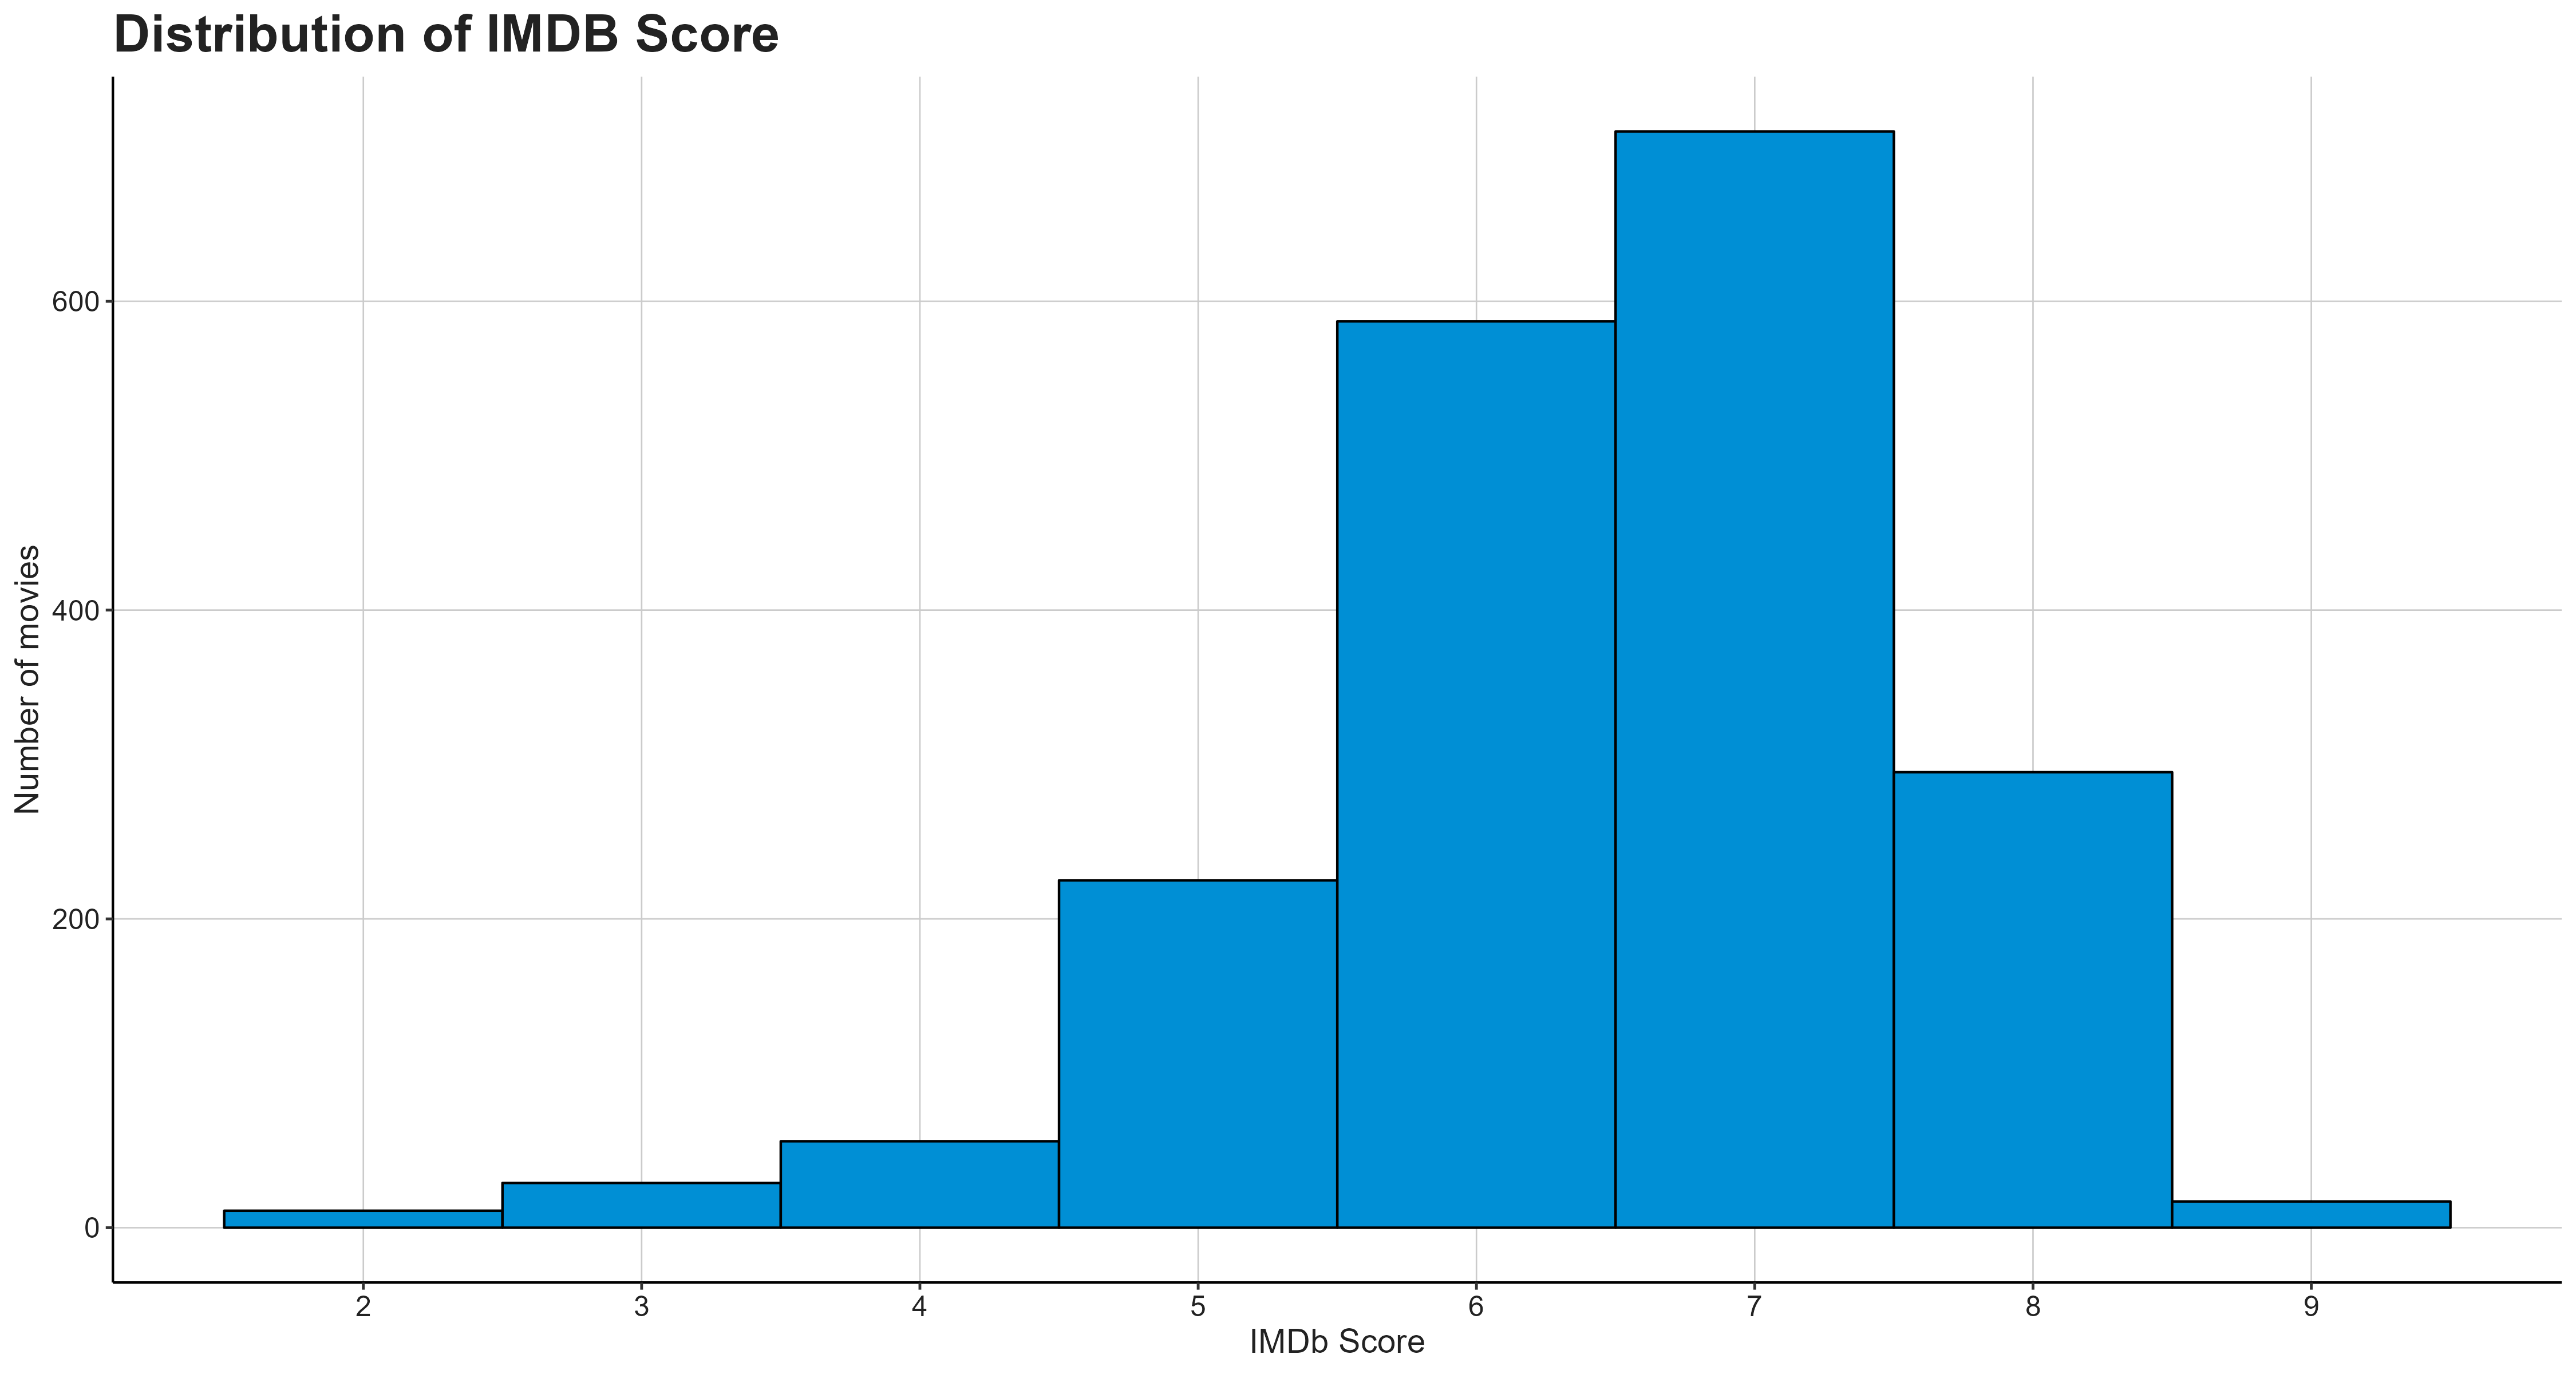 Distribution of IMDB Score
Number of movies
600
400
200
0
2 3 4 5 6 7 8 9
IMDb Score